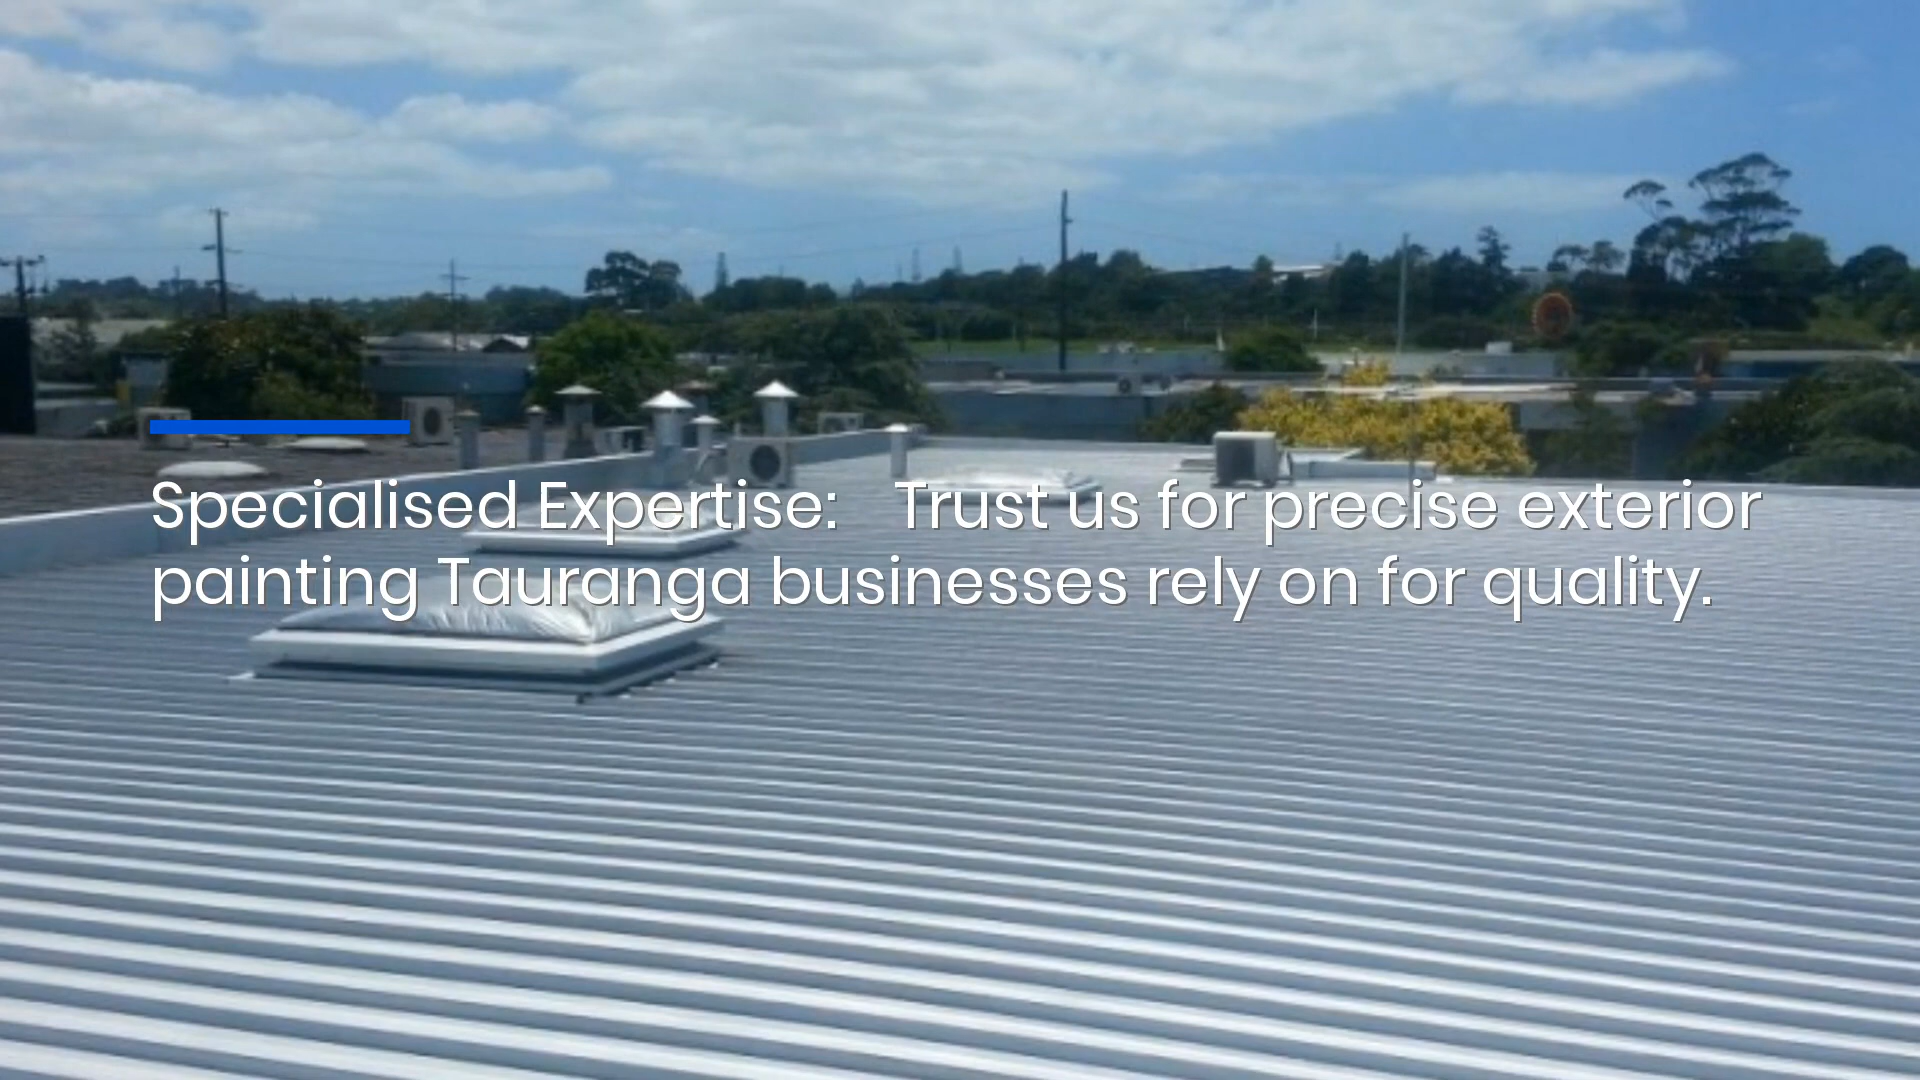 Specialised Expertise: Trust us for precise exterior
painting Tauranga businesses rely on for quality.